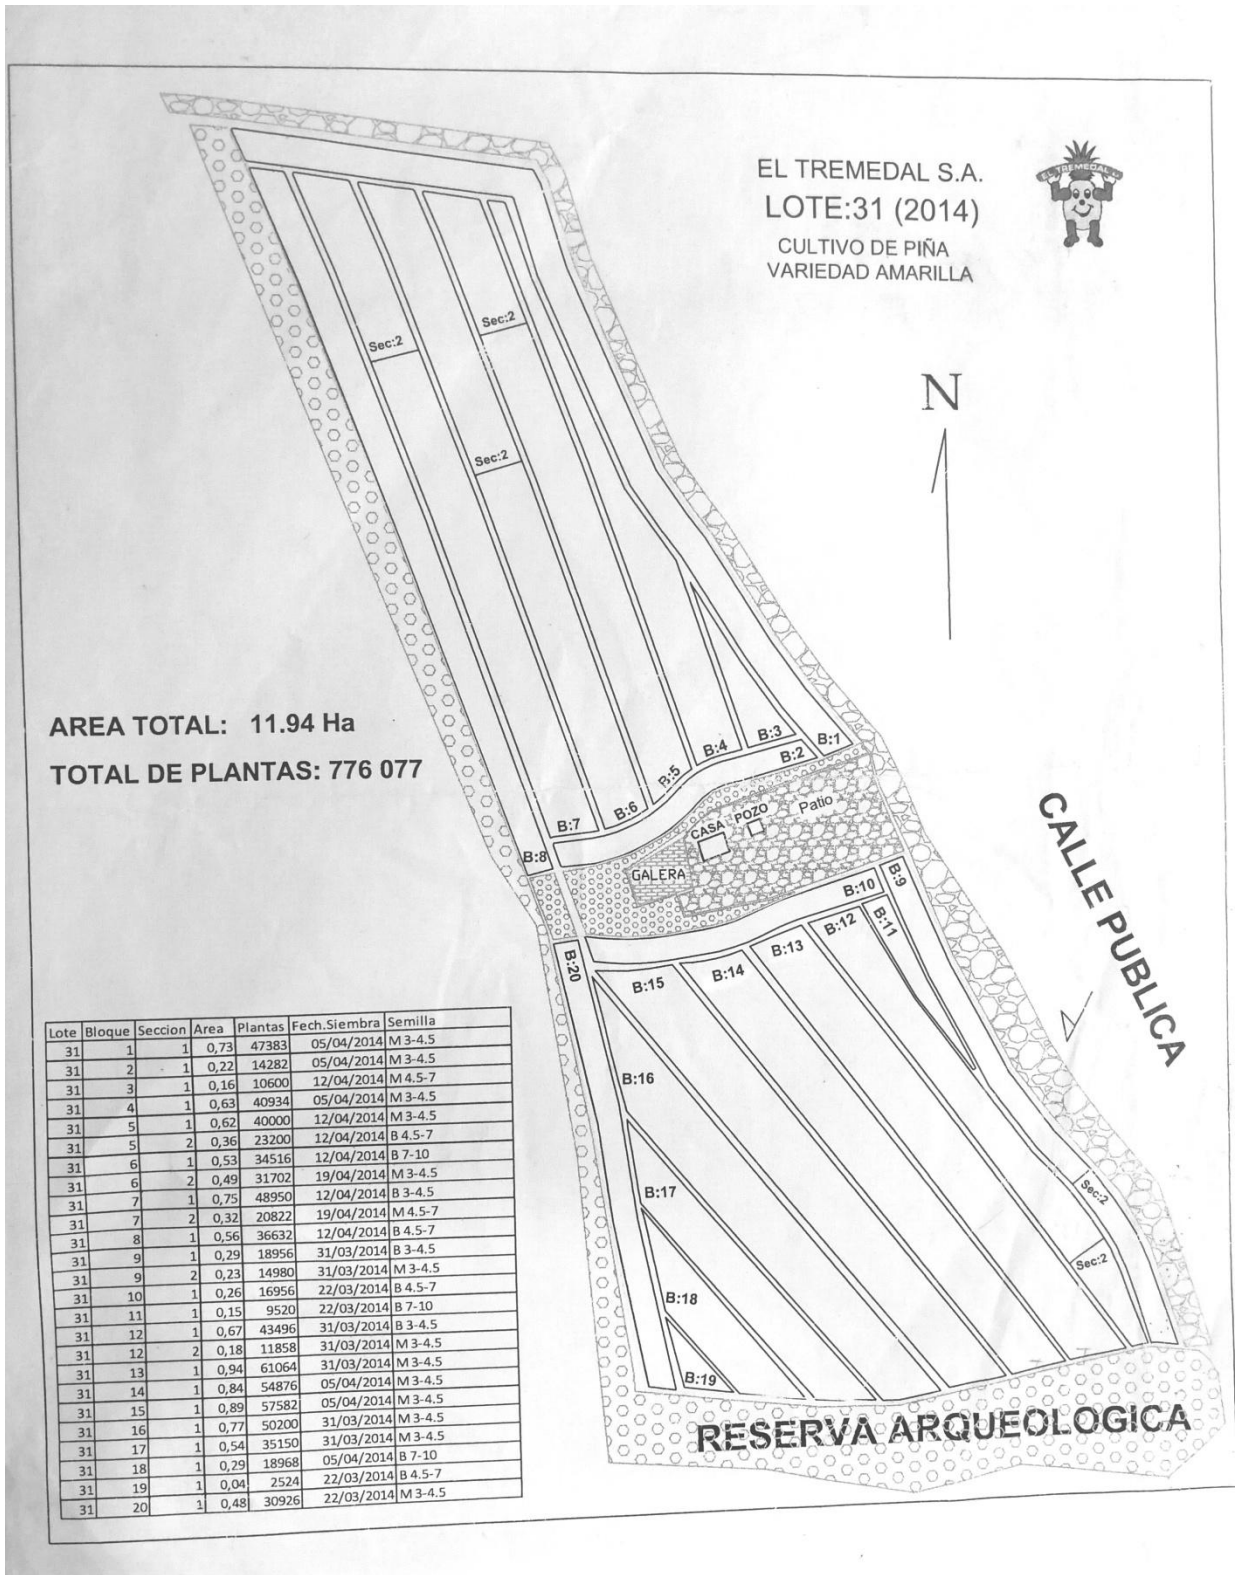 EL TREMEDAL S.A.
LOTE:31 (2014)
CULTIVO DE PIÑA
VARIEDAD AMARILLA
EL TREMEDAL
N
Sec:2
Sec:2
Sec:2
AREA TOTAL: 11.94 Ha
TOTAL DE PLANTAS: 776 077
B:1
B:2
B:3
B:4
B:5
B:6
B:7
B:8
CASA
POZO
Patio
GALERA
CALLE PUBLICA
B:9
B:10
B:11
B:12
B:13
B:14
B:15
B:20
B:16
B:17
B:18
B:19
Sec:2
Sec:2
RESERVA ARQUEOLOGICA
Lote Bloque Seccion Area Plantas Fech.Siembra Semilla
31 1 1 0,73 47383 05/04/2014 M 3-4.5
31 2 1 0,22 14282 05/04/2014 M 3-4.5
31 3 1 0,16 10600 12/04/2014 M 4.5-7
31 4 1 0,63 40934 05/04/2014 M 3-4.5
31 5 1 0,62 40000 12/04/2014 M 3-4.5
31 5 2 0,36 23200 12/04/2014 B 4.5-7
31 6 1 0,53 34516 12/04/2014 B 7-10
31 6 2 0,49 31702 19/04/2014 M 3-4.5
31 7 1 0,75 48950 12/04/2014 B 3-4.5
31 7 2 0,32 20822 19/04/2014 M 4.5-7
31 8 1 0,56 36632 12/04/2014 B 4.5-7
31 9 1 0,29 18956 31/03/2014 B 3-4.5
31 9 2 0,23 14980 31/03/2014 M 3-4.5
31 10 1 0,26 16956 22/03/2014 B 4.5-7
31 11 1 0,15 9520 22/03/2014 B 7-10
31 12 1 0,67 43496 31/03/2014 B 3-4.5
31 12 2 0,18 11858 31/03/2014 M 3-4.5
31 13 1 0,94 61064 31/03/2014 M 3-4.5
31 14 1 0,84 54876 05/04/2014 M 3-4.5
31 15 1 0,89 57582 05/04/2014 M 3-4.5
31 16 1 0,77 50200 31/03/2014 M 3-4.5
31 17 1 0,54 35150 31/03/2014 M 3-4.5
31 18 1 0,29 18968 05/04/2014 B 7-10
31 19 1 0,04 2524 22/03/2014 B 4.5-7
31 20 1 0,48 30926 22/03/2014 M 3-4.5